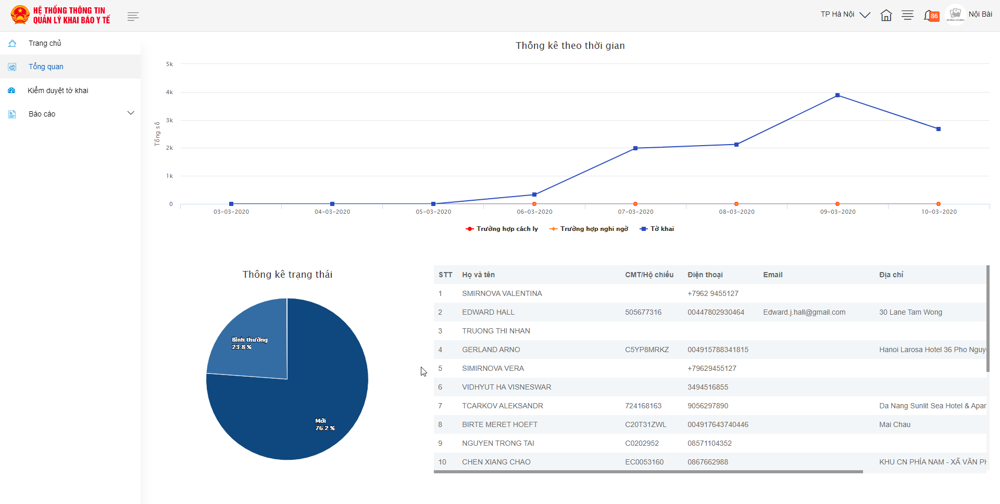 HỆ THỐNG THÔNG TIN
QUẢN LÝ KHAI BÁO Y TẾ
TP Hà Nội
86
KHÔNG CÓ ẢNH
Nội Bài
Trang chủ
Tổng quan
Kiểm duyệt tờ khai
Báo cáo
Thống kê theo thời gian
Tổng số
5k
4k
3k
2k
1k
0
03-03-2020 04-03-2020 05-03-2020 06-03-2020 07-03-2020 08-03-2020 09-03-2020 10-03-2020
Trường hợp cách ly Trường hợp nghi ngờ Tờ khai
Thống kê trạng thái
Bình thường
23.8 %
Mới
76.2 %
STT Họ và tên CMT/Hộ chiếu Điện thoại Email Địa chỉ
1 SMIRNOVA VALENTINA +7962 9455127
2 EDWARD HALL 505677316 00447802930464 Edward.j.hall@gmail.com 30 Lane Tam Wong
3 TRUONG THI NHAN
4 GERLAND ARNO C5YP8MRKZ 004915788341815 Hanoi Larosa Hotel 36 Pho Nguy
5 SIMIRNOVA VERA +79629455127
6 VIDHYUT HA VISNESWAR 3494516855
7 TCARKOV ALEKSANDR 724168163 9056297890 Da Nang Sunlit Sea Hotel & Apar
8 BIRTE MERET HOEFT C20T31ZWL 004917643740446 Mai Chau
9 NGUYEN TRONG TAI C0202952 08571104352
10 CHEN XIANG CHAO EC0053160 0867662988 KHU CN PHÍA NAM - XÃ VĂN PH